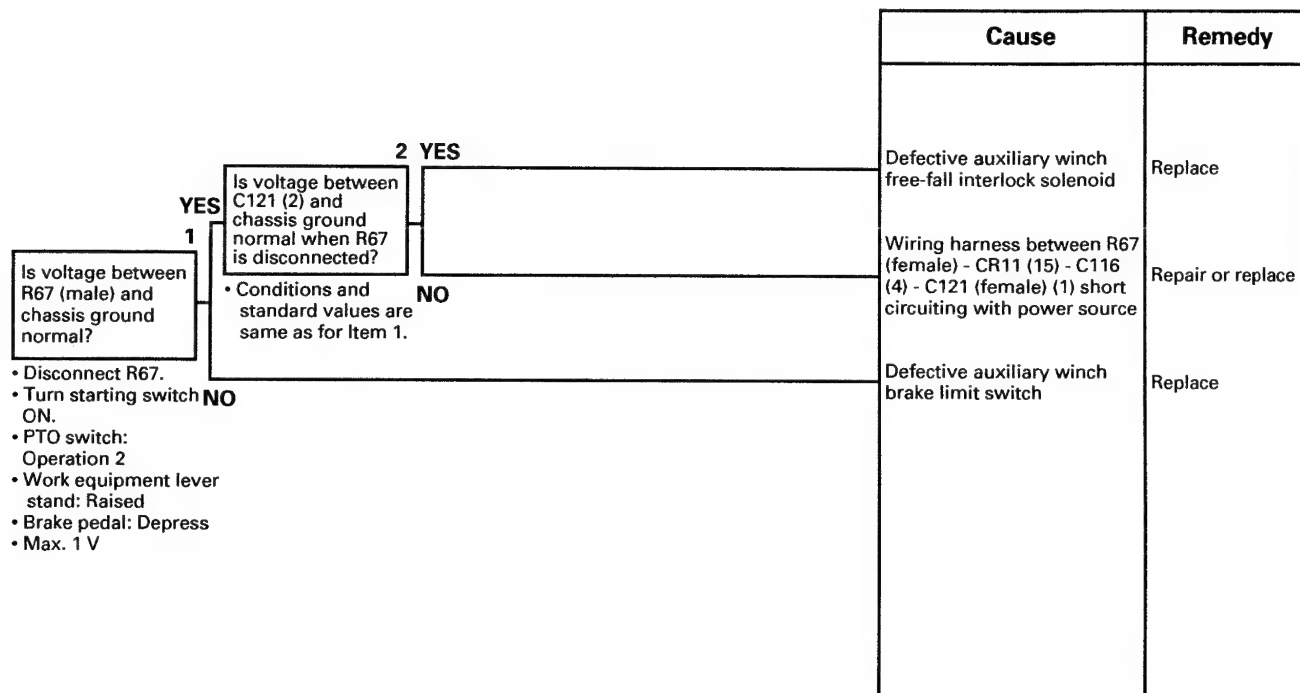 Cause
Remedy
2 YES
Is voltage between
C121 (2) and
chassis ground
normal when R67
is disconnected?
• Conditions and
standard values are
same as for Item 1.
NO
YES
1
Is voltage between
R67 (male) and
chassis ground
normal?
• Disconnect R67.
• Turn starting switch
ON.
• PTO switch:
Operation 2
• Work equipment lever
stand: Raised
• Brake pedal: Depress
• Max. 1 V
NO
Defective auxiliary winch
free-fall interlock solenoid
Replace
Wiring harness between R67
(female) - CR11 (15) - C116
(4) - C121 (female) (1) short
circuiting with power source
Repair or replace
Defective auxiliary winch
brake limit switch
Replace